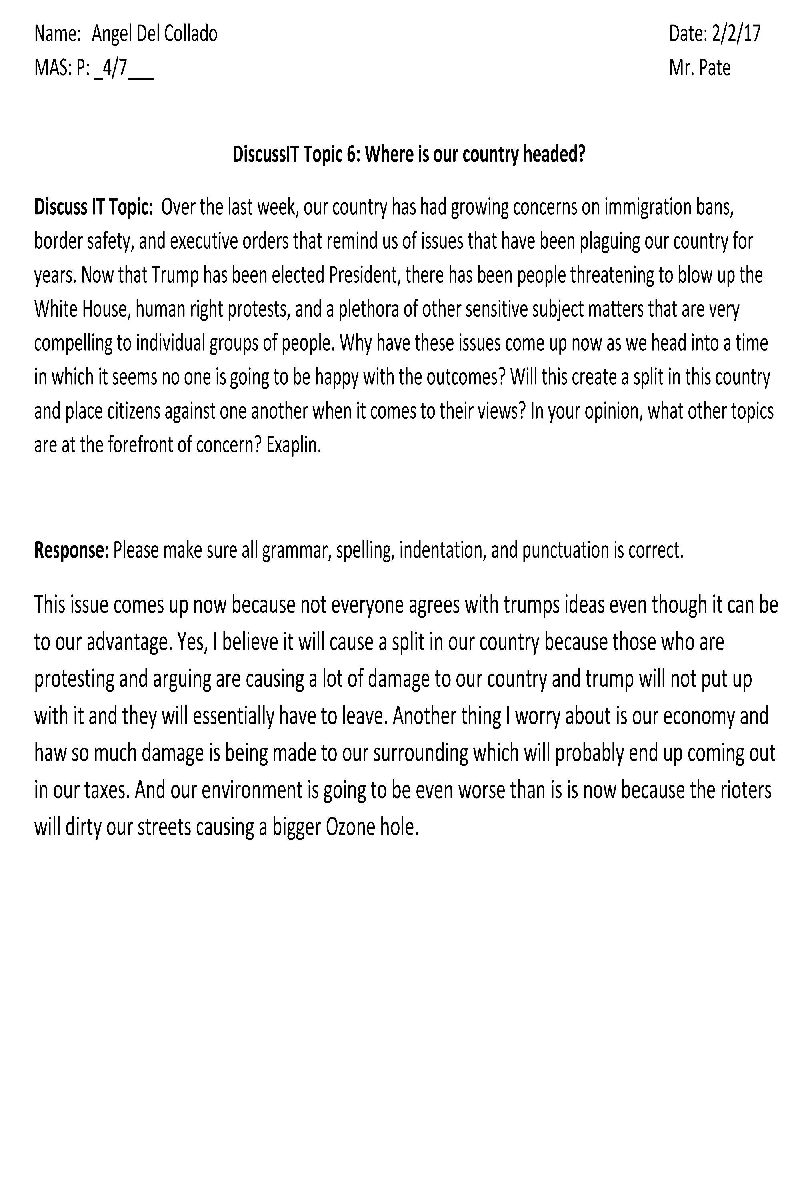 Name: Angel Del Collado Date: 2/2/17
MAS: P: _4/7___ Mr. Pate
DiscussIT Topic 6: Where is our country headed?
Discuss IT Topic: Over the last week, our country has had growing concerns on immigration bans,
border safety, and executive orders that remind us of issues that have been plaguing our country for
years. Now that Trump has been elected President, there has been people threatening to blow up the
White House, human right protests, and a plethora of other sensitive subject matters that are very
compelling to individual groups of people. Why have these issues come up now as we head into a time
in which it seems no one is going to be happy with the outcomes? Will this create a split in this country
and place citizens against one another when it comes to their views? In your opinion, what other topics
are at the forefront of concern? Exaplin.
Response: Please make sure all grammar, spelling, indentation, and punctuation is correct.
This issue comes up now because not everyone agrees with trumps ideas even though it can be
to our advantage. Yes, I believe it will cause a split in our country because those who are
protesting and arguing are causing a lot of damage to our country and trump will not put up
with it and they will essentially have to leave. Another thing I worry about is our economy and
haw so much damage is being made to our surrounding which will probably end up coming out
in our taxes. And our environment is going to be even worse than is is now because the rioters
will dirty our streets causing a bigger Ozone hole.